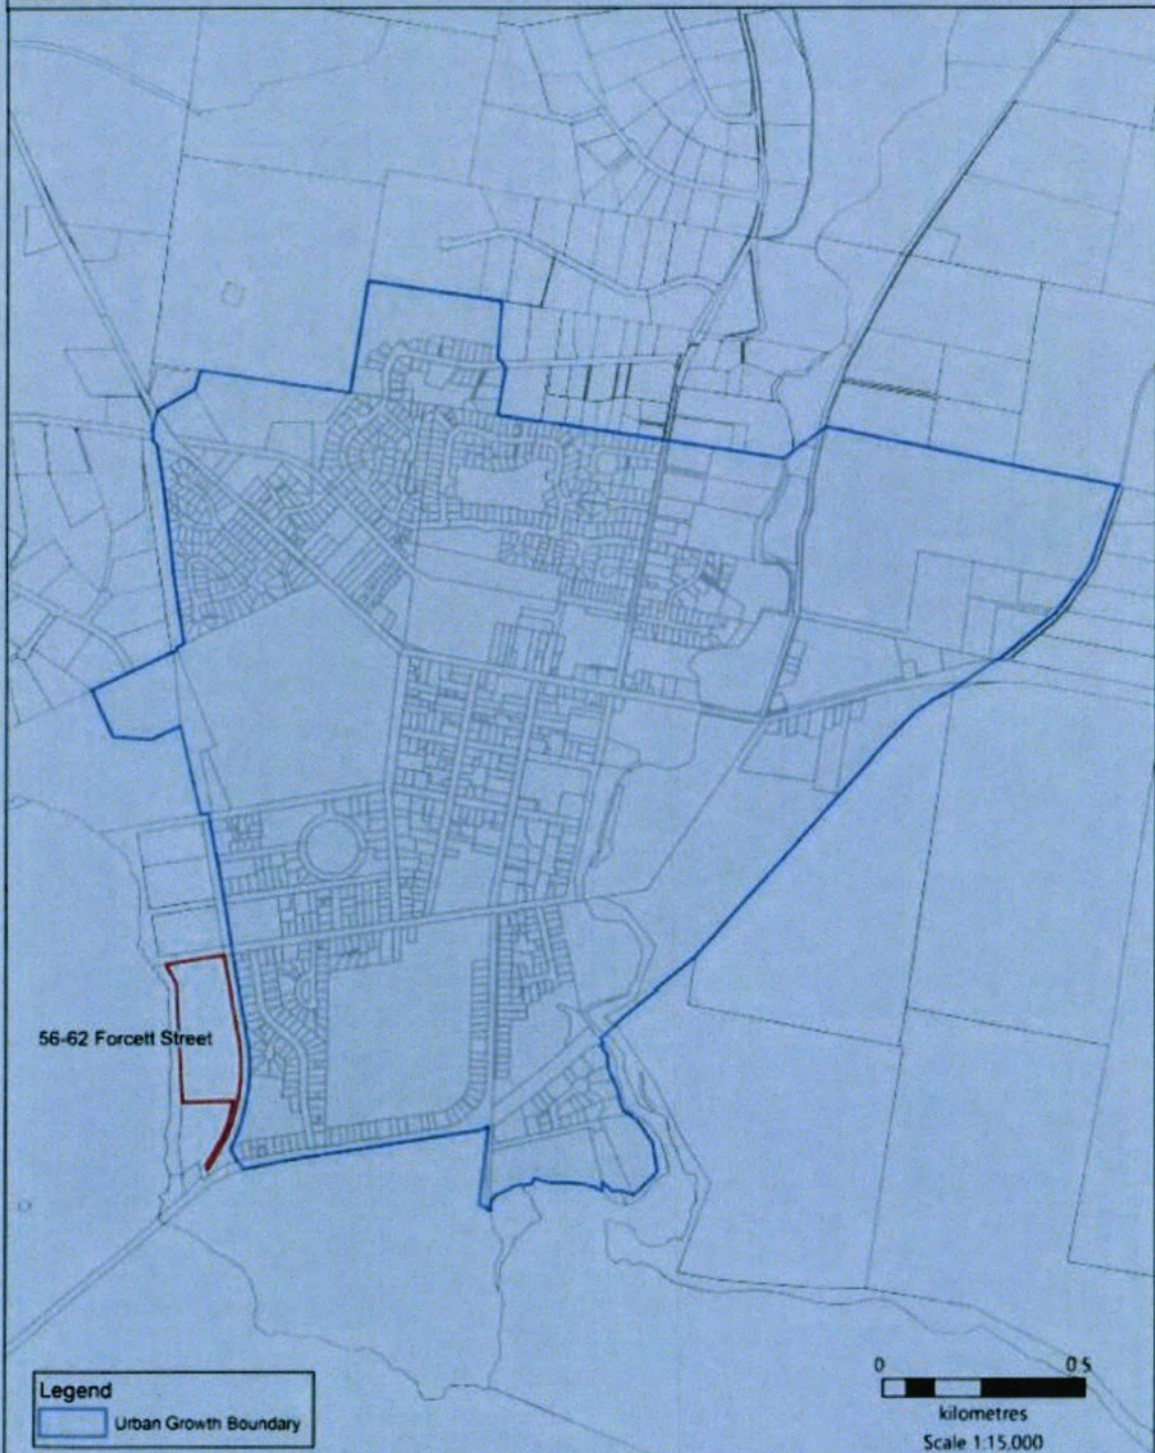 56-62 Forcett Street
Legend
Urban Growth Boundary
0 0.5
kilometres
Scale 1:15,000